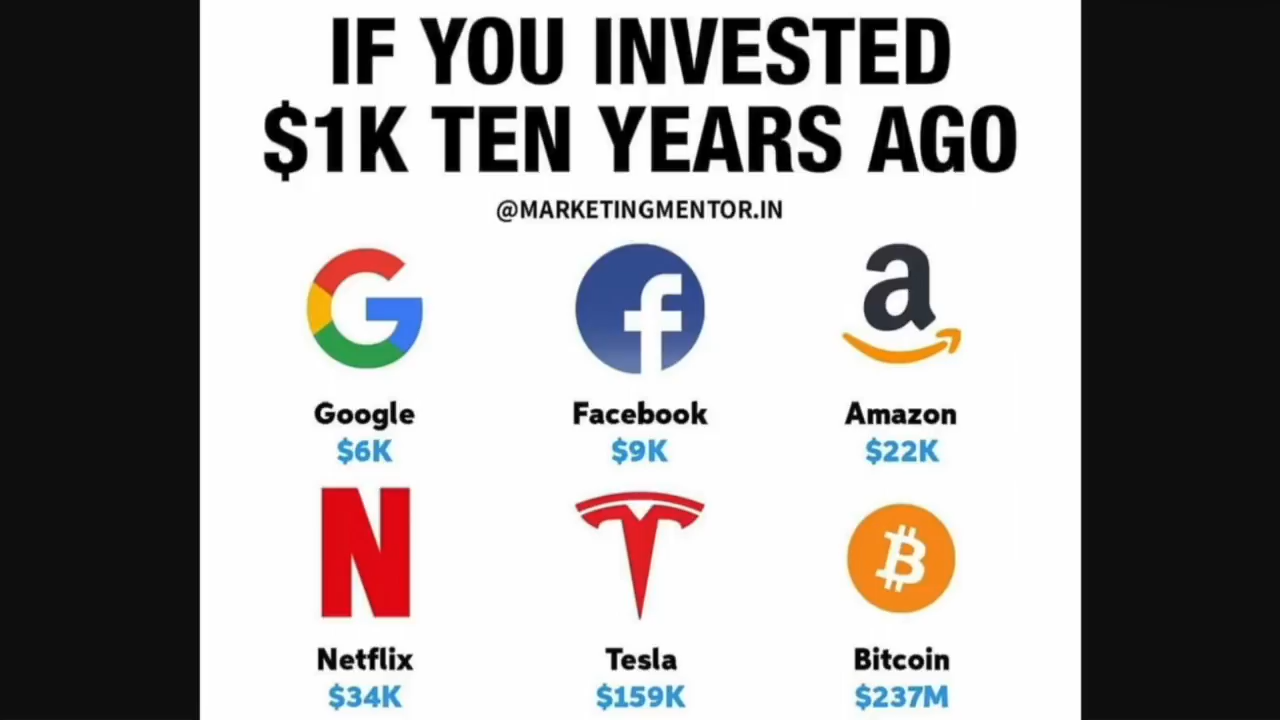 IF YOU INVESTED
$1K TEN YEARS AGO
@MARKETINGMENTOR.IN
Google Facebook Amazon
$6K $9K $22K
Netflix Tesla Bitcoin
$34K $159K $237M